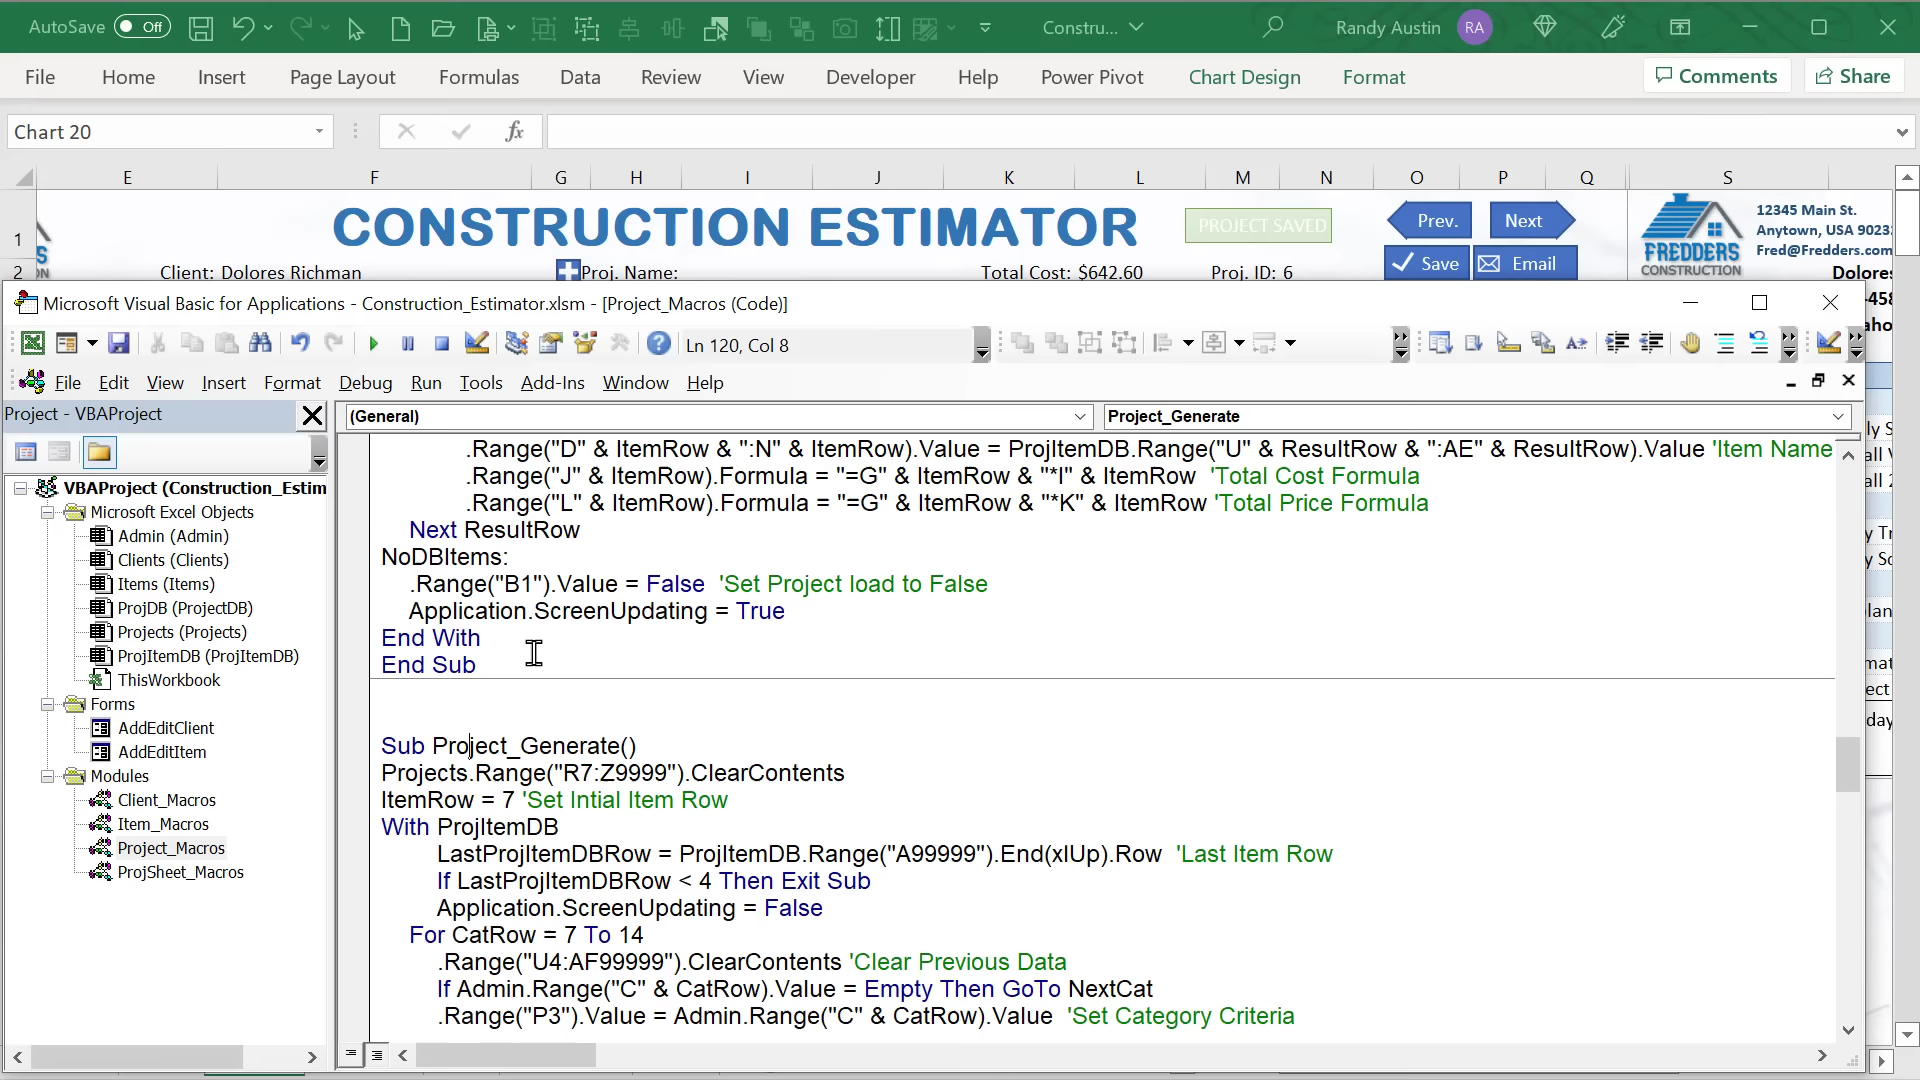 AutoSave Off Constru... Randy Austin RA
File Home Insert Page Layout Formulas Data Review View Developer Help Power Pivot Chart Design Format Comments Share
Chart 20 fx
E F G H I J K L M N O P Q S
1 CONSTRUCTION ESTIMATOR PROJECT SAVED Prev. Next
12345 Main St.
Anytown, USA 9023
Fred@Fredders.com
FREDDERS
CONSTRUCTION
2 Client: Dolores Richman Proj. Name: Total Cost: $642.60 Proj. ID: 6 Save Email Dolore
Microsoft Visual Basic for Applications - Construction_Estimator.xlsm - [Project_Macros (Code)]
Ln 120, Col 8
File Edit View Insert Format Debug Run Tools Add-Ins Window Help
Project - VBAProject
(General) Project_Generate
VBAProject (Construction_Estim
Microsoft Excel Objects
Admin (Admin)
Clients (Clients)
Items (Items)
ProjDB (ProjectDB)
Projects (Projects)
ProjItemDB (ProjItemDB)
ThisWorkbook
Forms
AddEditClient
AddEditItem
Modules
Client_Macros
Item_Macros
Project_Macros
ProjSheet_Macros
.Range("D" & ItemRow & ":N" & ItemRow).Value = ProjItemDB.Range("U" & ResultRow & ":AE" & ResultRow).Value 'Item Name
.Range("J" & ItemRow).Formula = "=G" & ItemRow & "*I" & ItemRow 'Total Cost Formula
.Range("L" & ItemRow).Formula = "=G" & ItemRow & "*K" & ItemRow 'Total Price Formula
Next ResultRow
NoDBItems:
.Range("B1").Value = False 'Set Project load to False
Application.ScreenUpdating = True
End With
End Sub
Sub Project_Generate()
Projects.Range("R7:Z9999").ClearContents
ItemRow = 7 'Set Intial Item Row
With ProjItemDB
LastProjItemDBRow = ProjItemDB.Range("A99999").End(xlUp).Row 'Last Item Row
If LastProjItemDBRow < 4 Then Exit Sub
Application.ScreenUpdating = False
For CatRow = 7 To 14
.Range("U4:AF99999").ClearContents 'Clear Previous Data
If Admin.Range("C" & CatRow).Value = Empty Then GoTo NextCat
.Range("P3").Value = Admin.Range("C" & CatRow).Value 'Set Category Criteria